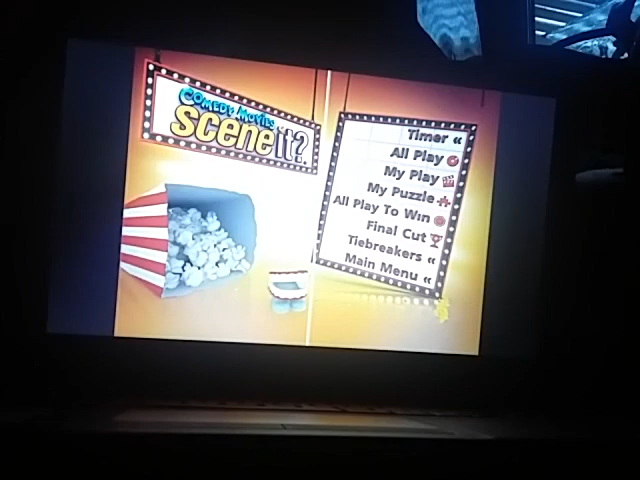 COMEDY MOVIES
Scene it?
Timer «
All Play
My Play
My Puzzle
All Play To Win
Final Cut
Tiebreakers «
Main Menu «